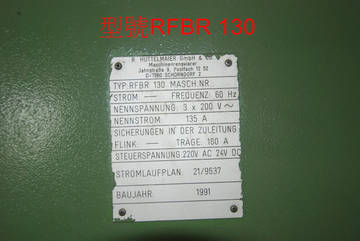 型號RFBR 130
R. HÜTTELMAIER GmbH & Co.
Jahnstraße 9, Postfach 12 52
D-7060 SCHORNDORF 2
TYP: RFBR 130 MASCH. NR.
STROM — FREQUENZ: 60 Hz
NENNSPANNUNG: 3 x 200 V ~
NENNSTROM: 135 A
SICHERUNGEN IN DER ZULEITUNG
FLINK — TRÄGE: 160 A
STEUERSPANNUNG: 220V AC 24V DC
STROMLAUFPLAN: 21/9537
BAUJAHR: 1991